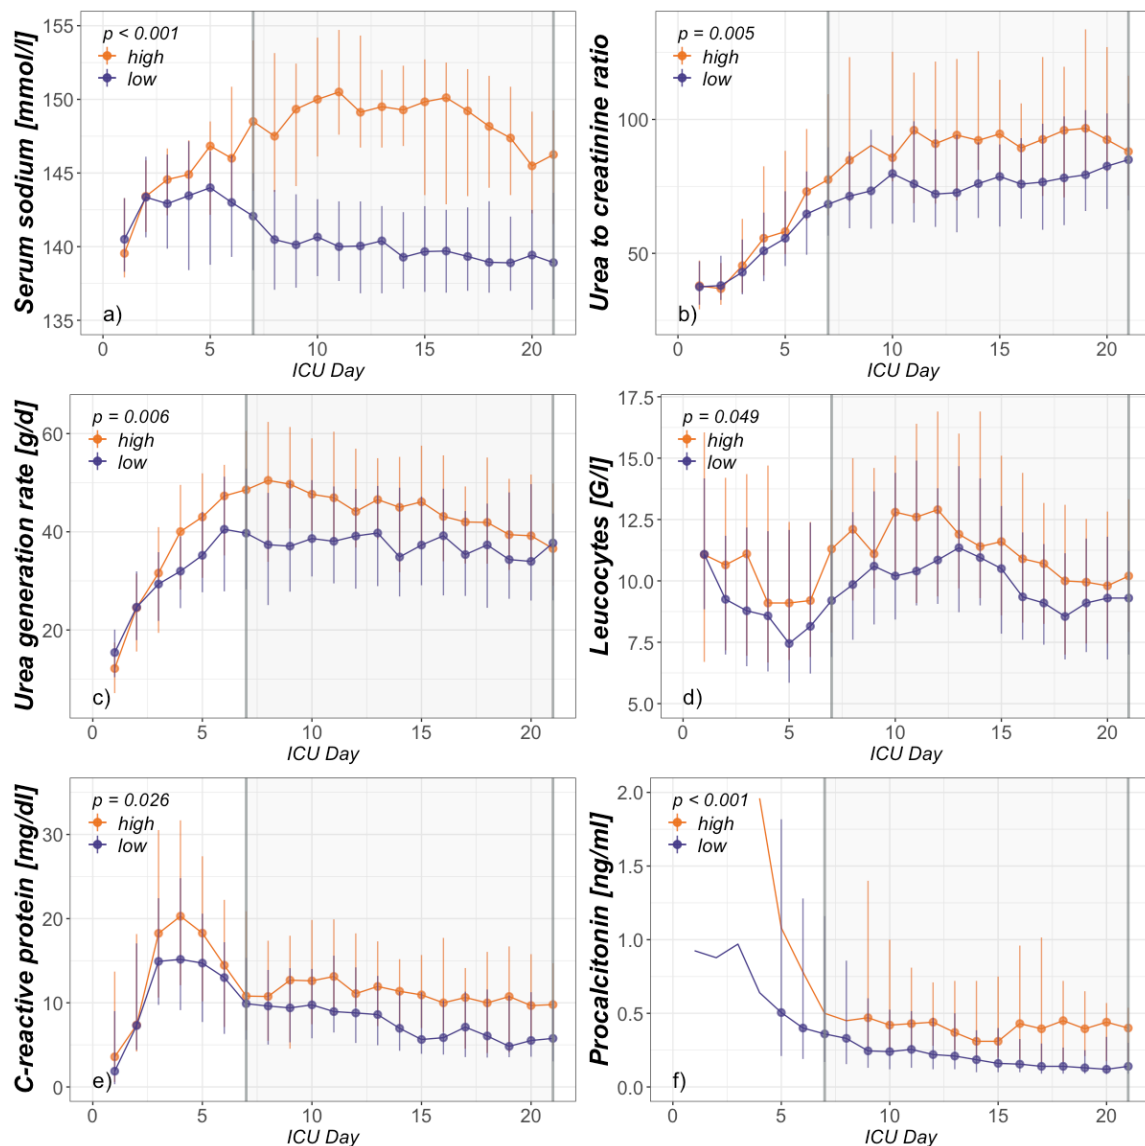 Serum sodium [mmol/l]
155
150
145
140
135
p < 0.001
high
low
a)
0 5 10 15 20
ICU Day
Urea to creatinine ratio
100
50
p = 0.005
high
low
b)
0 5 10 15 20
ICU Day
Urea generation rate [g/d]
60
40
20
p = 0.006
high
low
c)
0 5 10 15 20
ICU Day
Leucocytes [G/l]
17.5
15.0
12.5
10.0
7.5
5.0
p = 0.049
high
low
d)
0 5 10 15 20
ICU Day
C-reactive protein [mg/dl]
30
20
10
0
p = 0.026
high
low
e)
0 5 10 15 20
ICU Day
Procalcitonin [ng/ml]
2.0
1.5
1.0
0.5
0.0
p < 0.001
high
low
f)
0 5 10 15 20
ICU Day